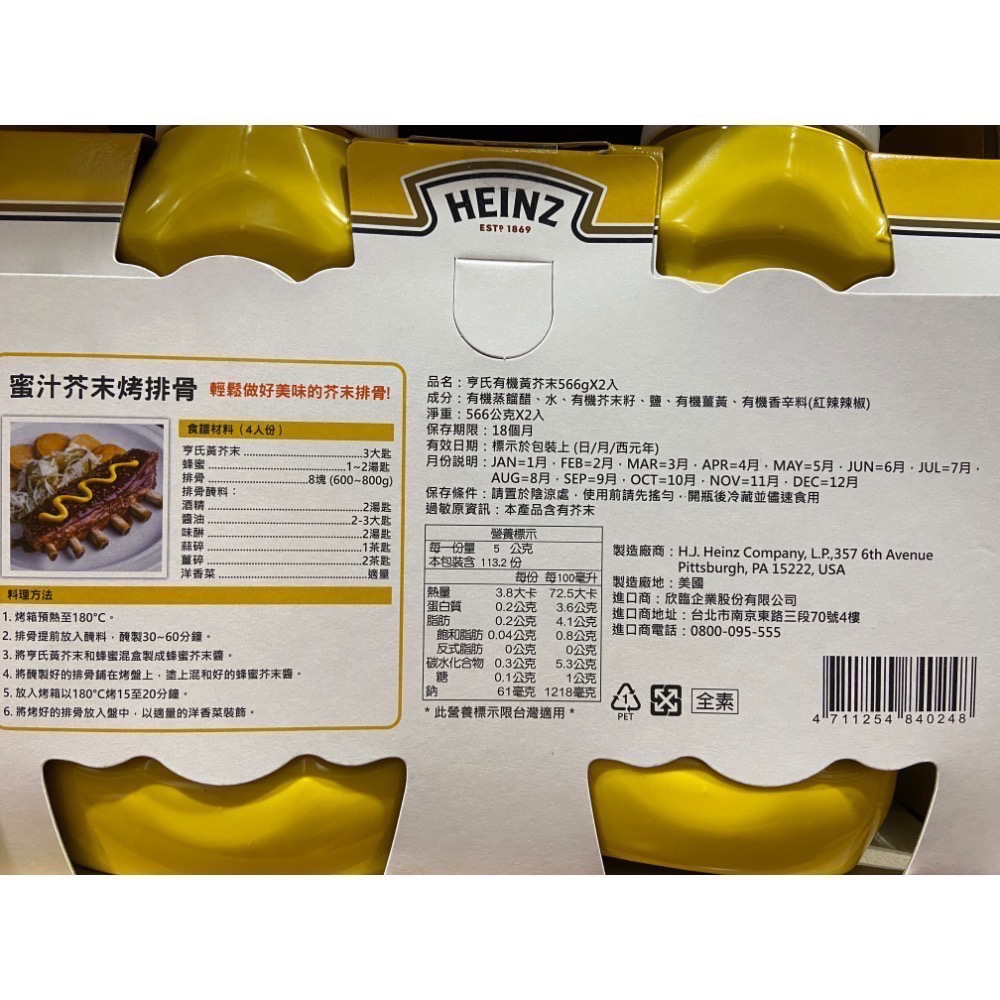 HEINZ
ESTD 1869
蜜汁芥末烤排骨 輕鬆做好美味的芥末排骨!
食譜材料(4人份)
亨氏黃芥末 3大匙
蜂蜜 1~2湯匙
排骨 8塊 (600~800g)
排骨醃料：
酒精 2湯匙
醬油 2-3大匙
味醂 2湯匙
蒜碎 1茶匙
薑碎 2茶匙
洋香菜 適量
料理方法
1. 烤箱預熱至180°C。
2. 排骨提前放入醃料，醃製30~60分鐘。
3. 將亨氏黃芥末和蜂蜜混盒製成蜂蜜芥末醬。
4. 將醃製好的排骨鋪在烤盤上，塗上混和好的蜂蜜芥末醬。
5. 放入烤箱以180°C烤15至20分鐘。
6. 將烤好的排骨放入盤中，以適量的洋香菜裝飾。
品名：亨氏有機黃芥末566gX2入
成分：有機蒸餾醋、水、有機芥末籽、鹽、有機薑黃、有機香辛料(紅辣辣椒)
淨重：566公克X2入
保存期限：18個月
有效日期：標示於包裝上 (日/月/西元年)
月份說明：JAN=1月，FEB=2月，MAR=3月，APR=4月，MAY=5月，JUN=6月，JUL=7月，
AUG=8月，SEP=9月，OCT=10月，NOV=11月，DEC=12月
保存條件：請置於陰涼處，使用前請先搖勻，開瓶後冷藏並儘速食用
過敏原資訊：本產品含有芥末
營養標示
每一份量 5 公克
本包裝含 113.2 份
每份 每100毫升
熱量 3.8大卡 72.5大卡
蛋白質 0.2公克 3.6公克
脂肪 0.2公克 4.1公克
飽和脂肪 0.04公克 0.8公克
反式脂肪 0公克 0公克
碳水化合物 0.3公克 5.3公克
糖 0.1公克 1公克
鈉 61毫克 1218毫克
*此營養標示限台灣適用*
製造廠商：H.J. Heinz Company, L.P.,357 6th Avenue
Pittsburgh, PA 15222, USA
製造廠地：美國
進口商：欣臨企業股份有限公司
進口商地址：台北市南京東路三段70號4樓
進口商電話：0800-095-555
1
PET
全素
4 711254 840248